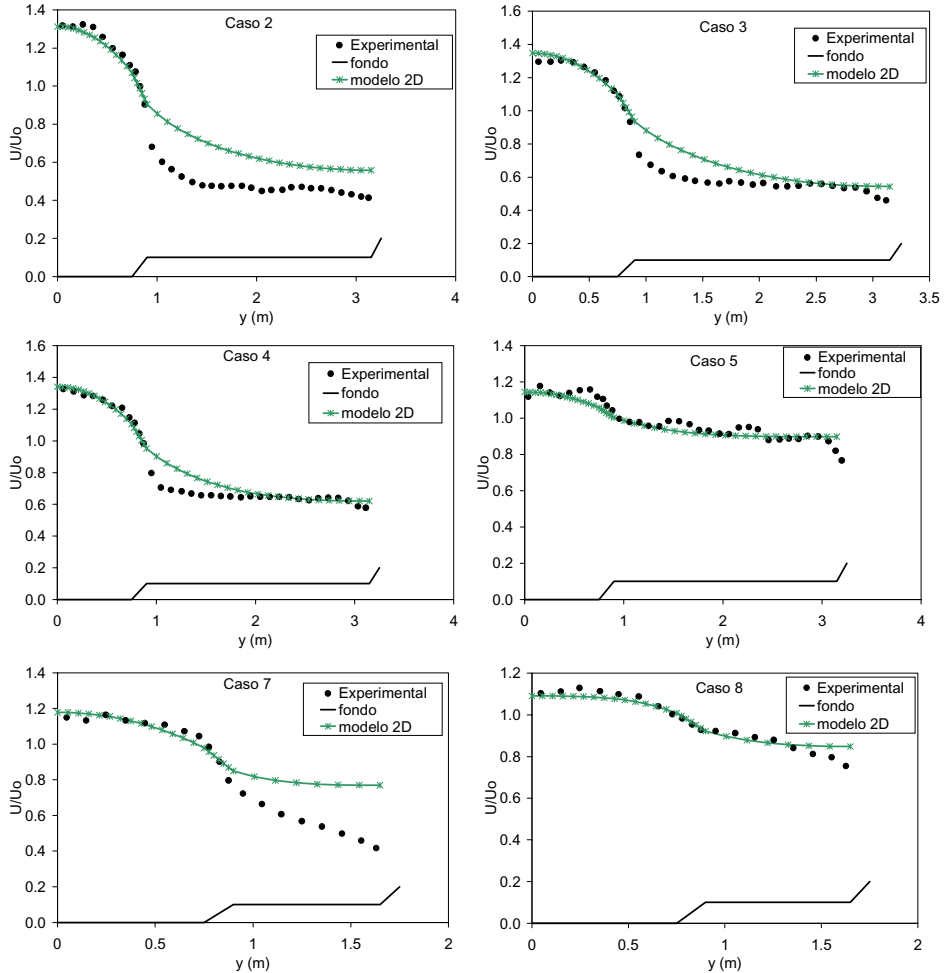 Caso 2
Experimental
fondo
modelo 2D
U/Uo
1.4
1.2
1.0
0.8
0.6
0.4
0.2
0.0
0 1 2 3 4
y (m)
Caso 3
Experimental
fondo
modelo 2D
U/Uo
1.6
1.4
1.2
1.0
0.8
0.6
0.4
0.2
0.0
0 0.5 1 1.5 2 2.5 3 3.5
y (m)
Caso 4
Experimental
fondo
modelo 2D
U/Uo
1.6
1.4
1.2
1.0
0.8
0.6
0.4
0.2
0.0
0 1 2 3 4
y (m)
Caso 5
Experimental
fondo
modelo 2D
U/Uo
1.4
1.2
1.0
0.8
0.6
0.4
0.2
0.0
0 1 2 3 4
y (m)
Caso 7
Experimental
fondo
modelo 2D
U/Uo
1.4
1.2
1.0
0.8
0.6
0.4
0.2
0.0
0 0.5 1 1.5 2
y (m)
Caso 8
Experimental
fondo
modelo 2D
U/Uo
1.2
1.0
0.8
0.6
0.4
0.2
0.0
0 0.5 1 1.5 2
y (m)